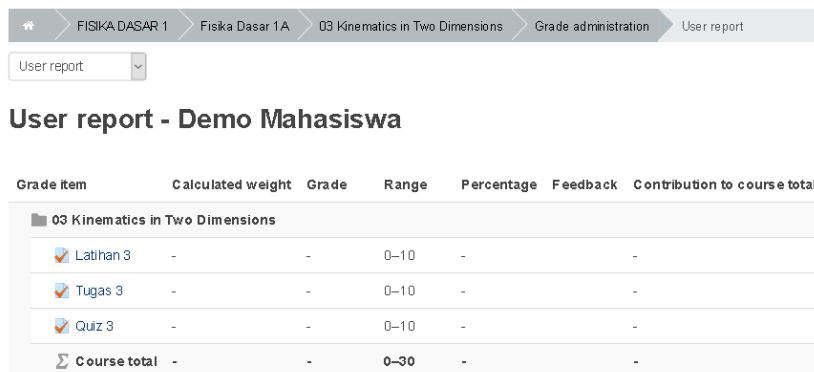 FISIKA DASAR 1 Fisika Dasar 1A 03 Kinematics in Two Dimensions Grade administration User report
User report
User report - Demo Mahasiswa
Grade item Calculated weight Grade Range Percentage Feedback Contribution to course total
03 Kinematics in Two Dimensions
Latihan 3 - - 0–10 - -
Tugas 3 - - 0–10 - -
Quiz 3 - - 0–10 - -
Course total - - 0–30 - -